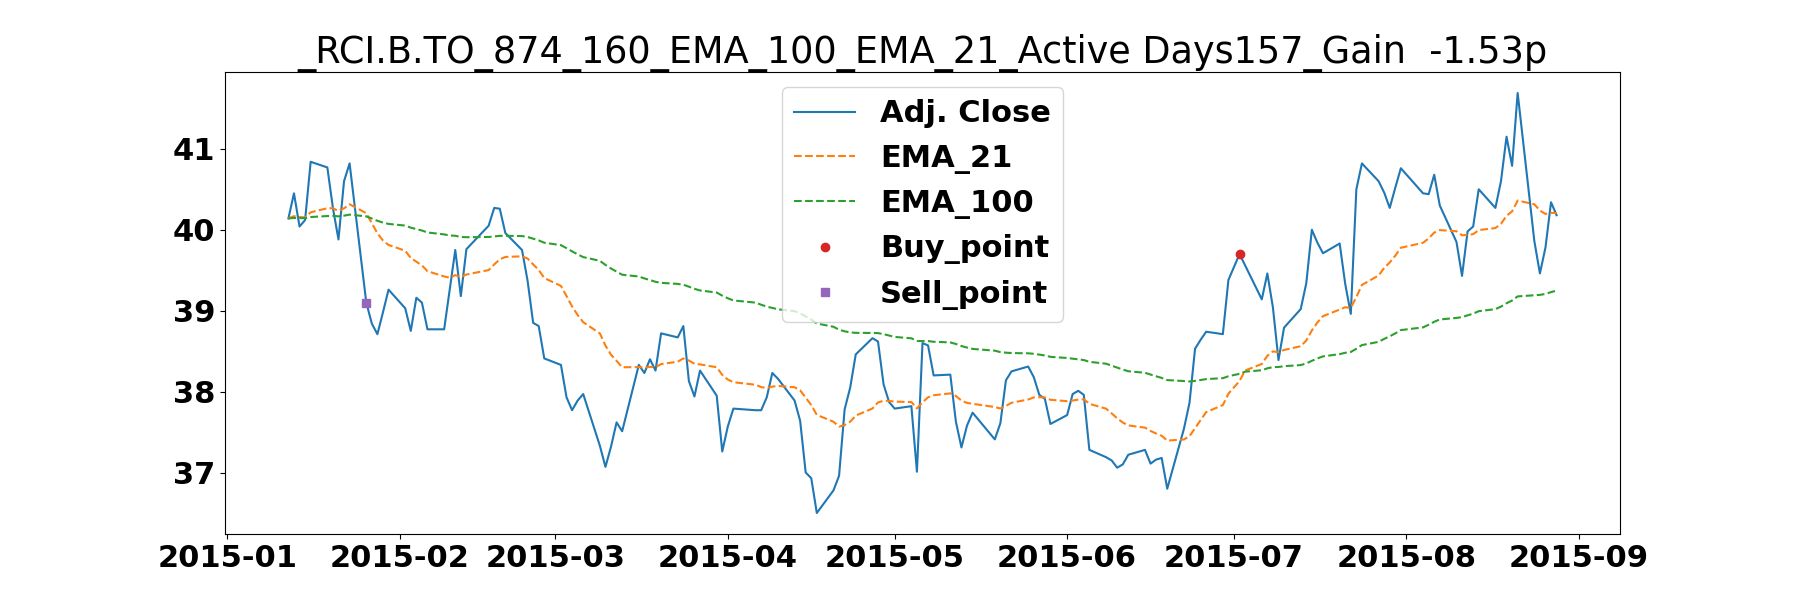 _RCI.B.TO_874_160_EMA_100_EMA_21_Active Days157_Gain  -1.53p
Adj. Close
EMA_21
EMA_100
Buy_point
Sell_point
41
40
39
38
37
2015-01 2015-02 2015-03 2015-04 2015-05 2015-06 2015-07 2015-08 2015-09